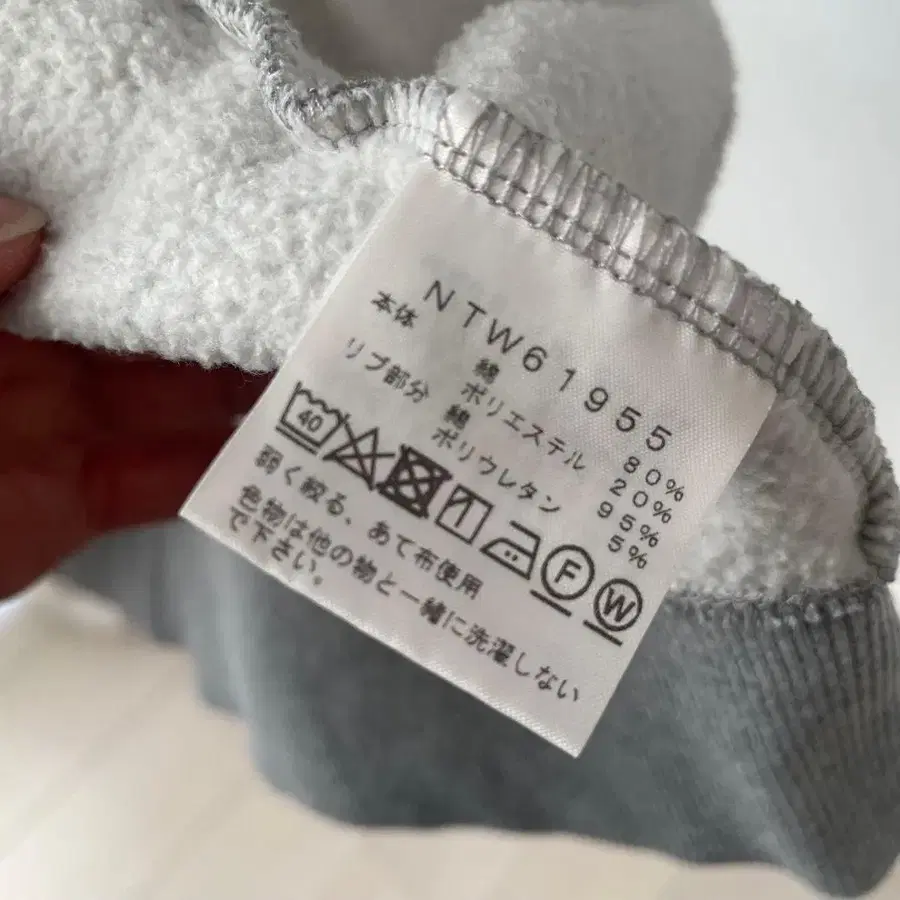 NTW61955
本体 綿 80%
ポリエステル 20%
リブ部分 綿 95%
ポリウレタン 5%
40 F W
弱く絞る、あて布使用
色物は他の物と一緒に洗濯しない
で下さい。